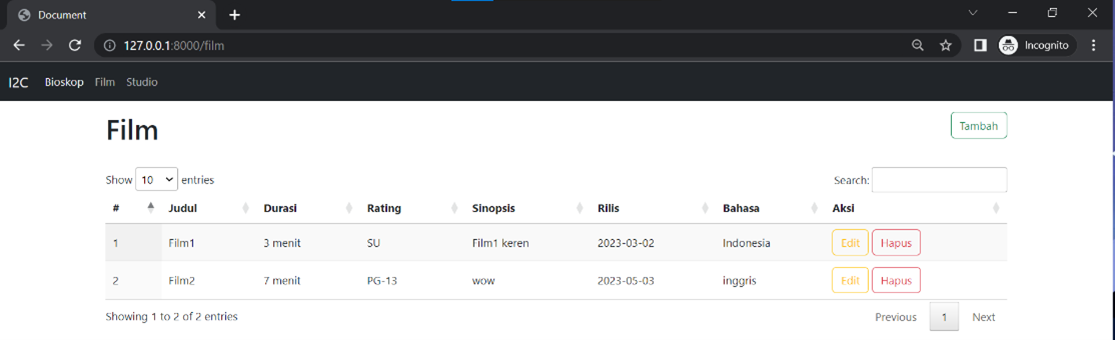 Document
127.0.0.1:8000/film
Incognito
I2C Bioskop Film Studio
Film
Tambah
Show 10 entries
Search:
# Judul Durasi Rating Sinopsis Rilis Bahasa Aksi
1 Film1 3 menit SU Film1 keren 2023-03-02 Indonesia Edit Hapus
2 Film2 7 menit PG-13 wow 2023-05-03 inggris Edit Hapus
Showing 1 to 2 of 2 entries
Previous 1 Next